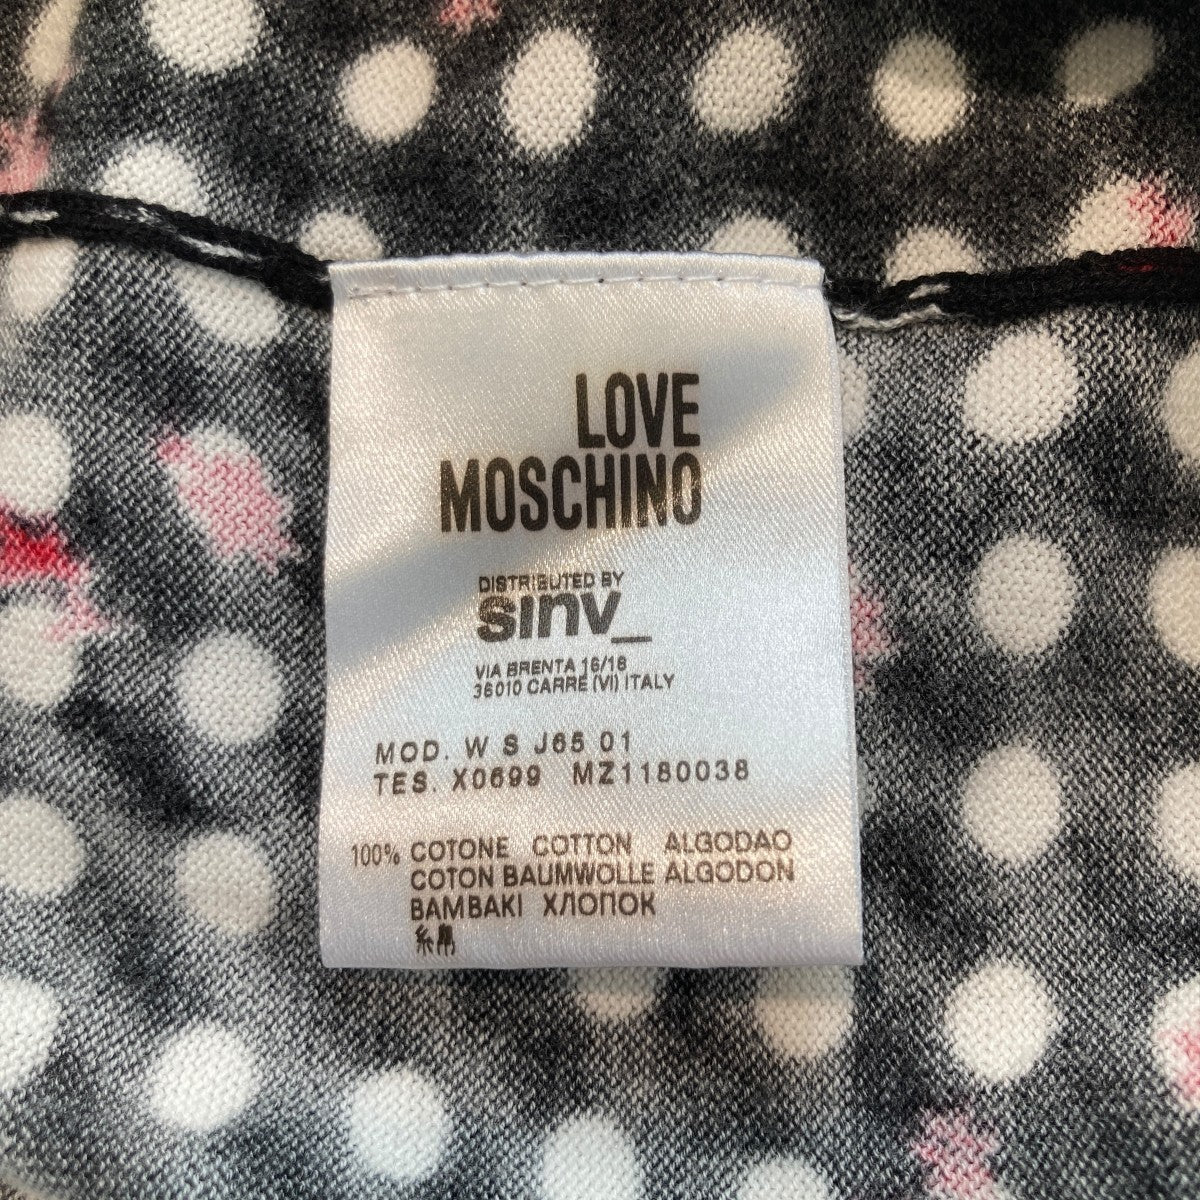 LOVE
MOSCHINO
DISTRIBUTED BY
sinv_
VIA BRENTA 16/18
36010 CARRÈ (VI) ITALY
MOD. W S J65 01
TES. X0699 MZ1180038
100% COTONE COTTON ALGODAO
COTON BAUMWOLLE ALGODON
BAMBAKI ХЛОПОК